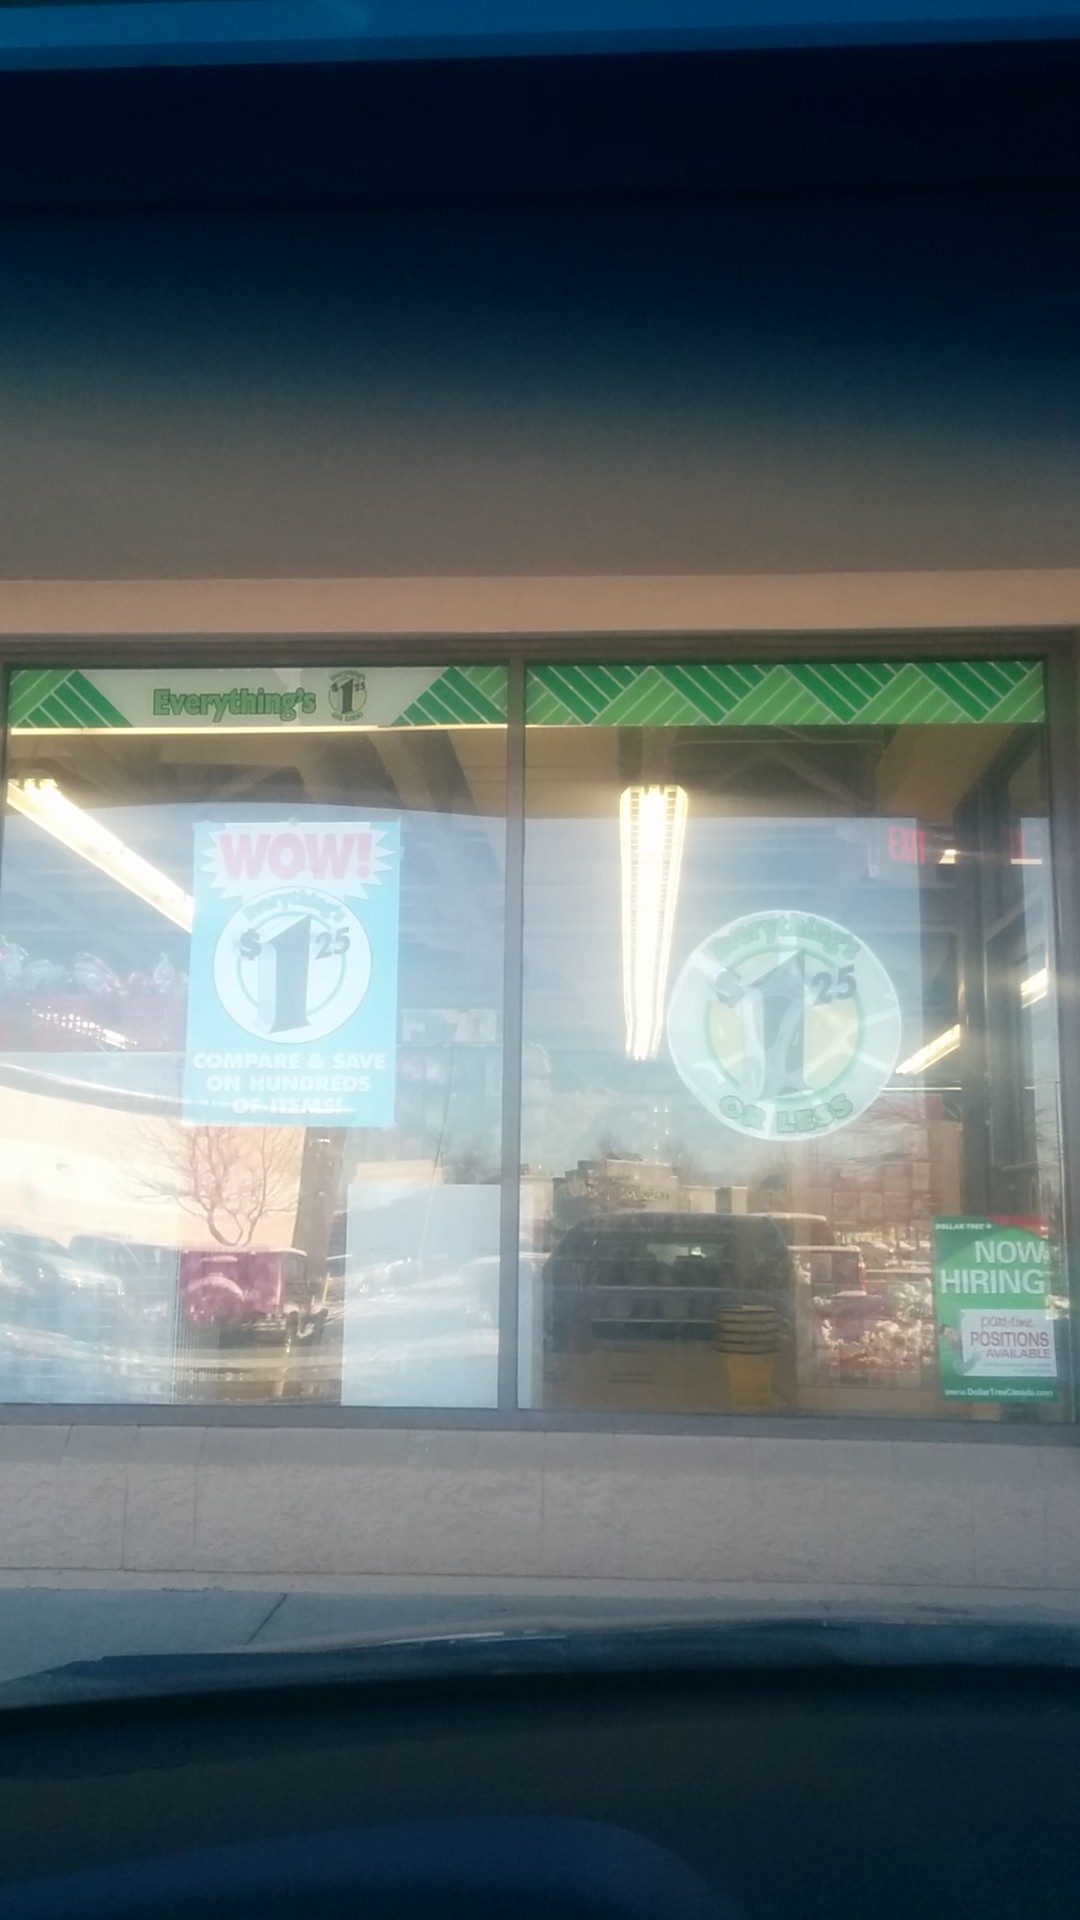 Everything's $1 25
WOW!
Everything's
$1 25
COMPARE & SAVE
ON HUNDREDS
OF ITEMS!
EXIT
Everything's
$1 25
OR LESS
DOLLAR TREE
NOW
HIRING
part-time
POSITIONS
AVAILABLE
www.DollarTreeCanada.com